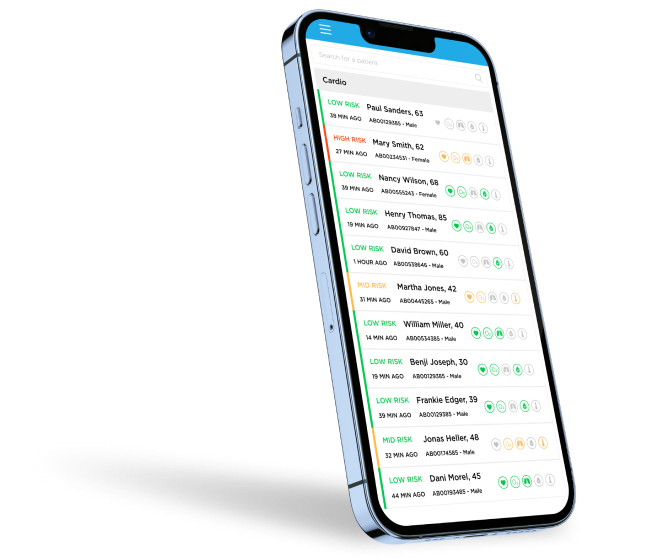 Search for a patient
Cardio
LOW RISK Paul Sanders, 63
38 MIN AGO AB00129385 - Male
HIGH RISK Mary Smith, 62
27 MIN AGO AB00234531 - Female
LOW RISK Nancy Wilson, 68
39 MIN AGO AB00555243 - Female
LOW RISK Henry Thomas, 85
19 MIN AGO AB00927847 - Male
LOW RISK David Brown, 60
1 HOUR AGO AB00538646 - Male
MID RISK Martha Jones, 42
31 MIN AGO AB00445265 - Male
LOW RISK William Miller, 40
14 MIN AGO AB00534385 - Male
LOW RISK Benji Joseph, 30
19 MIN AGO AB00129385 - Male
LOW RISK Frankie Edger, 39
39 MIN AGO AB00129385 - Male
MID RISK Jonas Heller, 48
32 MIN AGO AB00174585 - Male
LOW RISK Dani Morel, 45
44 MIN AGO AB00193485 - Male